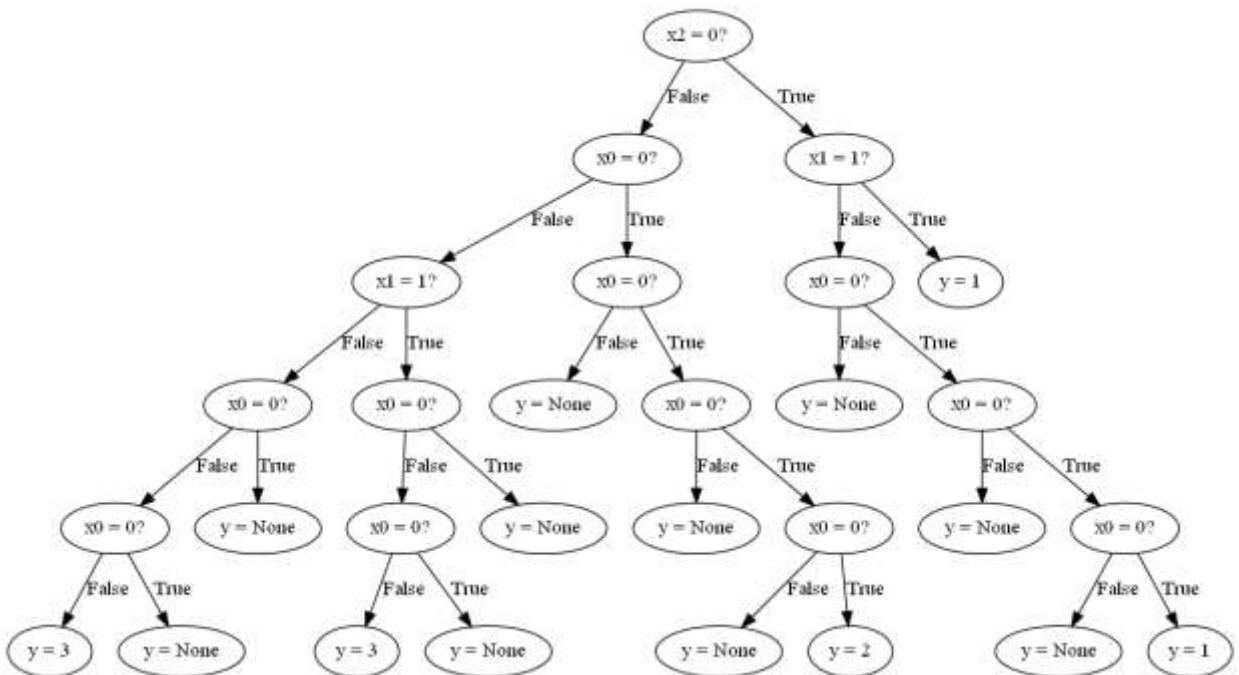 x2 = 0?
False
True
x0 = 0?
x1 = 1?
False
True
False
True
x1 = 1?
x0 = 0?
x0 = 0?
y = 1
False
True
False
True
False
True
x0 = 0?
x0 = 0?
y = None
x0 = 0?
y = None
x0 = 0?
False
True
False
True
False
True
False
True
x0 = 0?
y = None
x0 = 0?
y = None
y = None
x0 = 0?
y = None
x0 = 0?
False
True
False
True
False
True
False
True
y = 3
y = None
y = 3
y = None
y = None
y = 2
y = None
y = 1